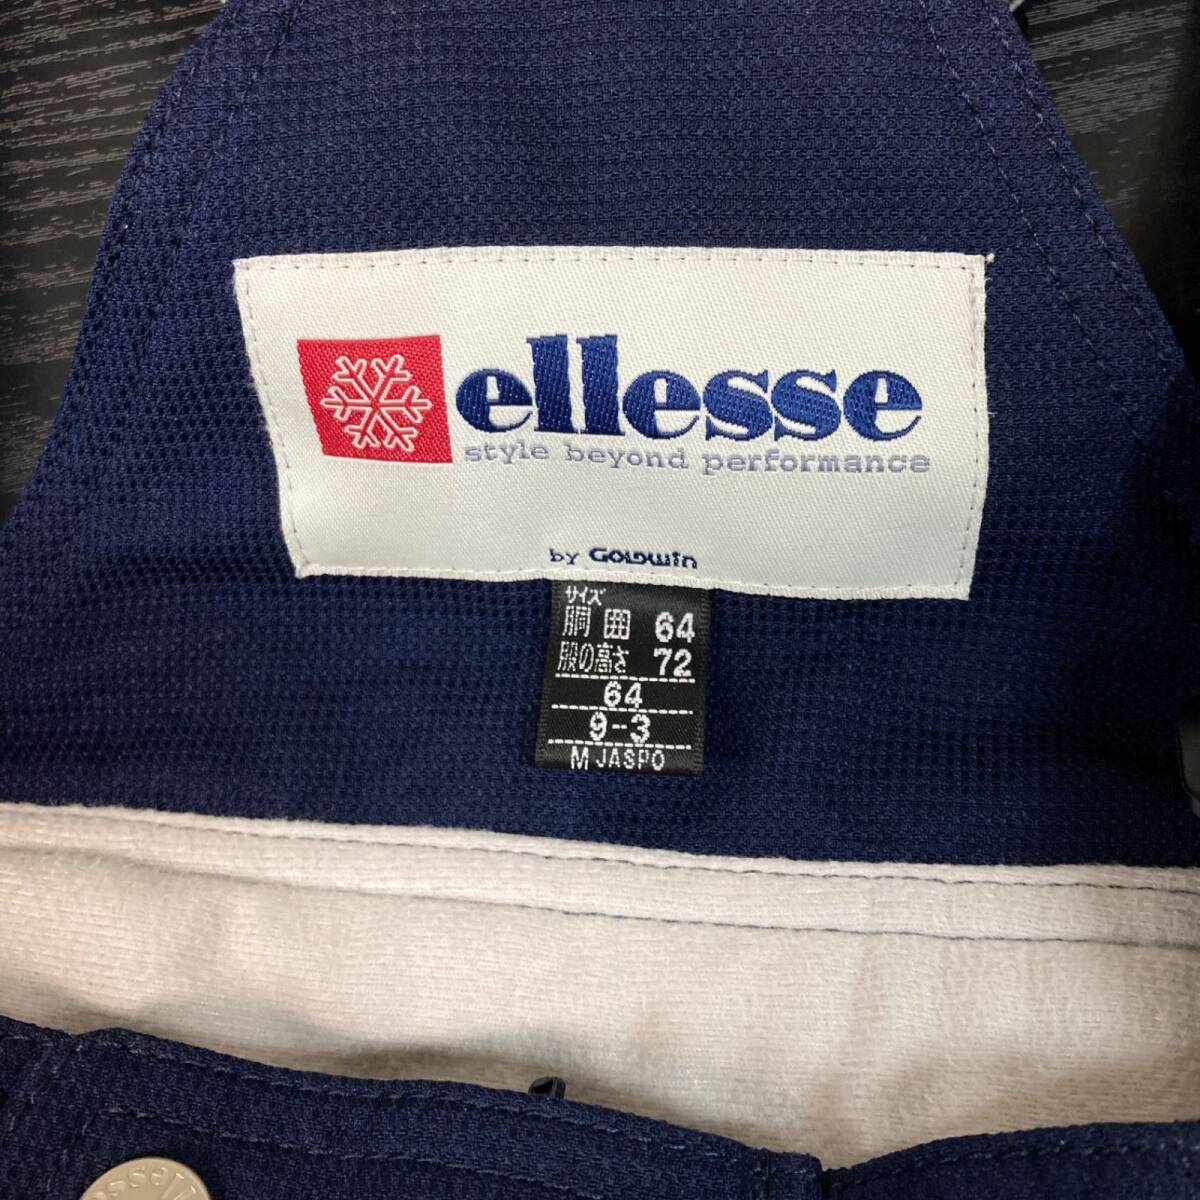 ellesse
style beyond performance
by GOLDWIN
サイズ
胴囲 64
股の高さ 72
64
9-3
M JASPO